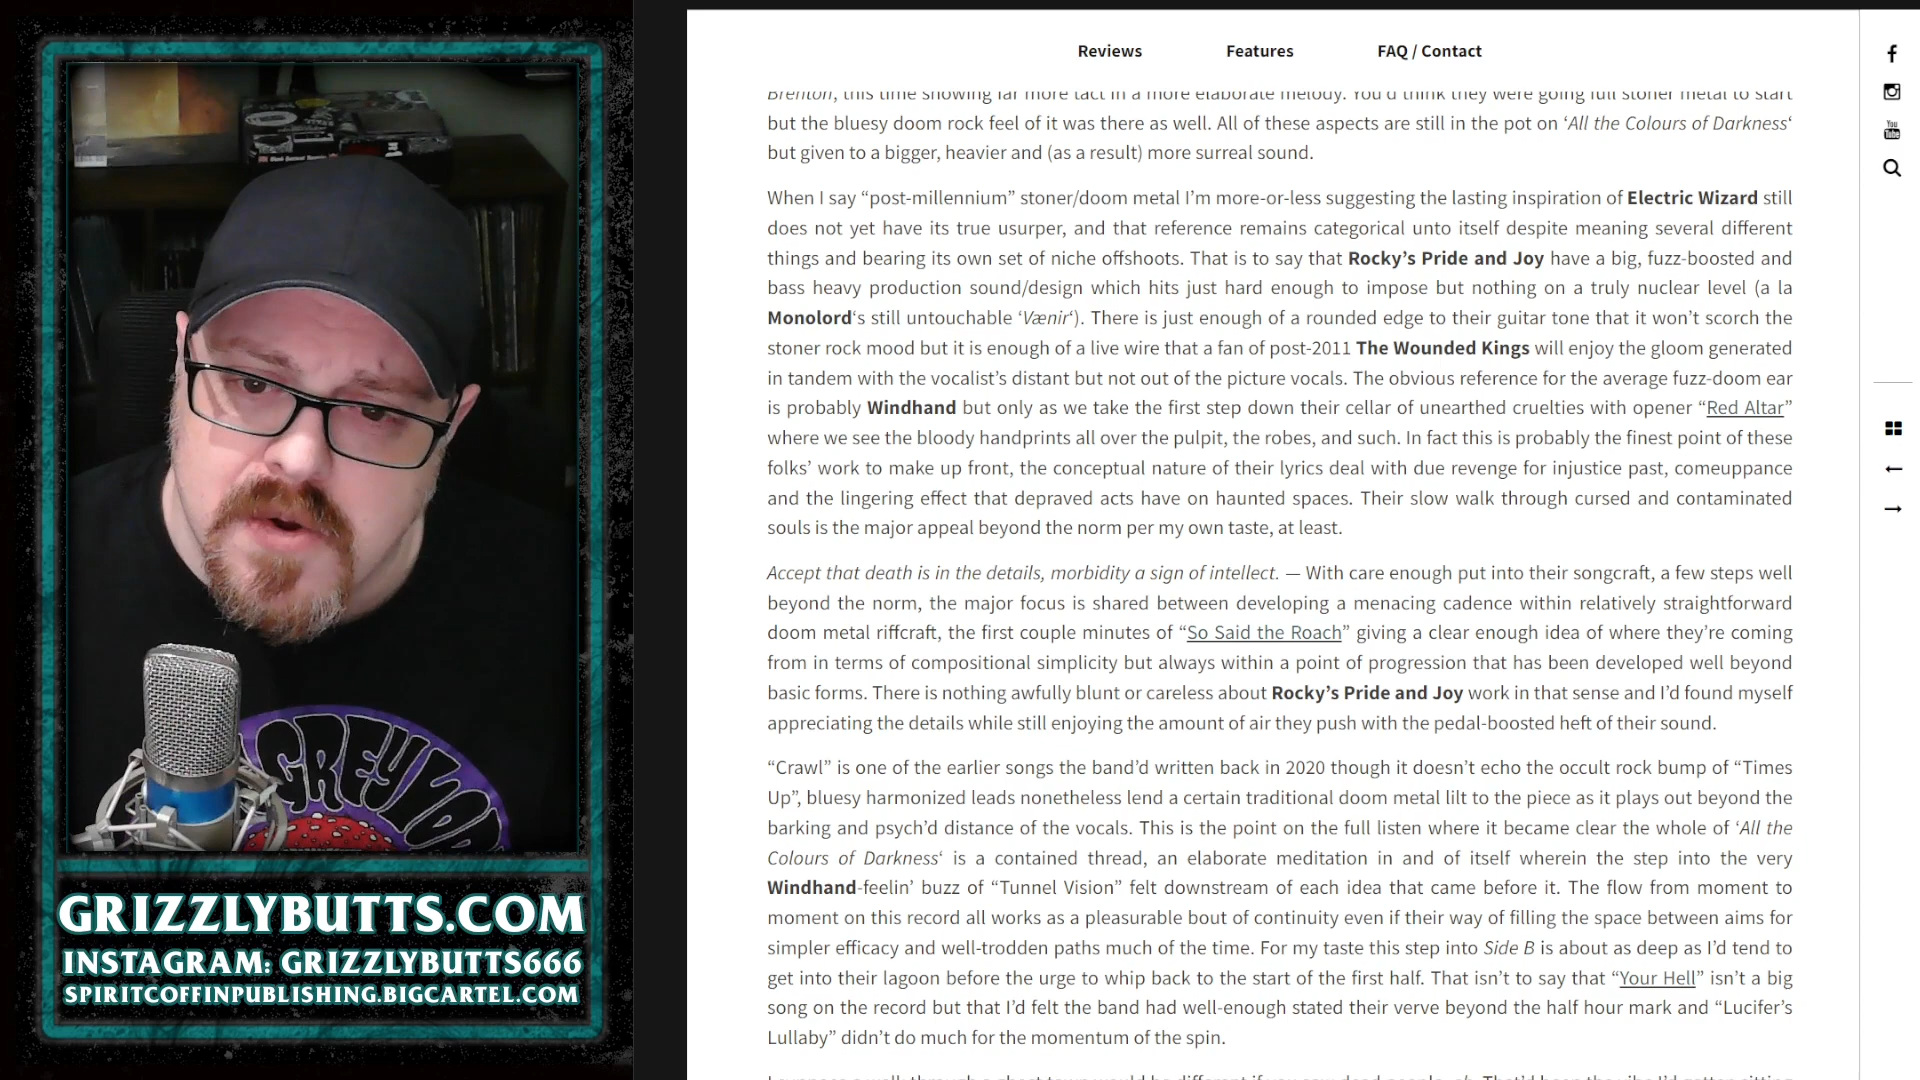 Reviews
Features
FAQ / Contact
Brenton, this time showing far more tact in a more elaborate melody. You'd think they were going full stoner metal to start
but the bluesy doom rock feel of it was there as well. All of these aspects are still in the pot on ‘All the Colours of Darkness‘
but given to a bigger, heavier and (as a result) more surreal sound.
When I say “post-millennium” stoner/doom metal I’m more-or-less suggesting the lasting inspiration of Electric Wizard still
does not yet have its true usurper, and that reference remains categorical unto itself despite meaning several different
things and bearing its own set of niche offshoots. That is to say that Rocky’s Pride and Joy have a big, fuzz-boosted and
bass heavy production sound/design which hits just hard enough to impose but nothing on a truly nuclear level (a la
Monolord‘s still untouchable ‘Vænir‘). There is just enough of a rounded edge to their guitar tone that it won’t scorch the
stoner rock mood but it is enough of a live wire that a fan of post-2011 The Wounded Kings will enjoy the gloom generated
in tandem with the vocalist’s distant but not out of the picture vocals. The obvious reference for the average fuzz-doom ear
is probably Windhand but only as we take the first step down their cellar of unearthed cruelties with opener “Red Altar”
where we see the bloody handprints all over the pulpit, the robes, and such. In fact this is probably the finest point of these
folks’ work to make up front, the conceptual nature of their lyrics deal with due revenge for injustice past, comeuppance
and the lingering effect that depraved acts have on haunted spaces. Their slow walk through cursed and contaminated
souls is the major appeal beyond the norm per my own taste, at least.
Accept that death is in the details, morbidity a sign of intellect. — With care enough put into their songcraft, a few steps well
beyond the norm, the major focus is shared between developing a menacing cadence within relatively straightforward
doom metal riffcraft, the first couple minutes of “So Said the Roach” giving a clear enough idea of where they’re coming
from in terms of compositional simplicity but always within a point of progression that has been developed well beyond
basic forms. There is nothing awfully blunt or careless about Rocky’s Pride and Joy work in that sense and I’d found myself
appreciating the details while still enjoying the amount of air they push with the pedal-boosted heft of their sound.
“Crawl” is one of the earlier songs the band’d written back in 2020 though it doesn’t echo the occult rock bump of “Times
Up”, bluesy harmonized leads nonetheless lend a certain traditional doom metal lilt to the piece as it plays out beyond the
barking and psych’d distance of the vocals. This is the point on the full listen where it became clear the whole of ‘All the
Colours of Darkness‘ is a contained thread, an elaborate meditation in and of itself wherein the step into the very
Windhand-feelin’ buzz of “Tunnel Vision” felt downstream of each idea that came before it. The flow from moment to
moment on this record all works as a pleasurable bout of continuity even if their way of filling the space between aims for
simpler efficacy and well-trodden paths much of the time. For my taste this step into Side B is about as deep as I’d tend to
get into their lagoon before the urge to whip back to the start of the first half. That isn’t to say that “Your Hell” isn’t a big
song on the record but that I’d felt the band had well-enough stated their verve beyond the half hour mark and “Lucifer’s
Lullaby” didn’t do much for the momentum of the spin.
You
GRIZZLYBUTTS.COM
INSTAGRAM: GRIZZLYBUTTS666
SPIRITCOFFINPUBLISHING.BIGCARTEL.COM